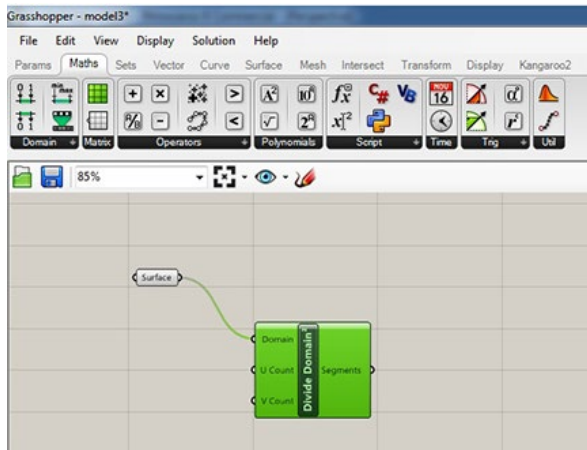 Grasshopper - model3*
File Edit View Display Solution Help
Params Maths Sets Vector Curve Surface Mesh Intersect Transform Display Kangaroo2
Domain Matrix Operators Polynomials Script Time Trig Util
85%
Surface
Domain
U Count
V Count
Divide Domain²
Segments